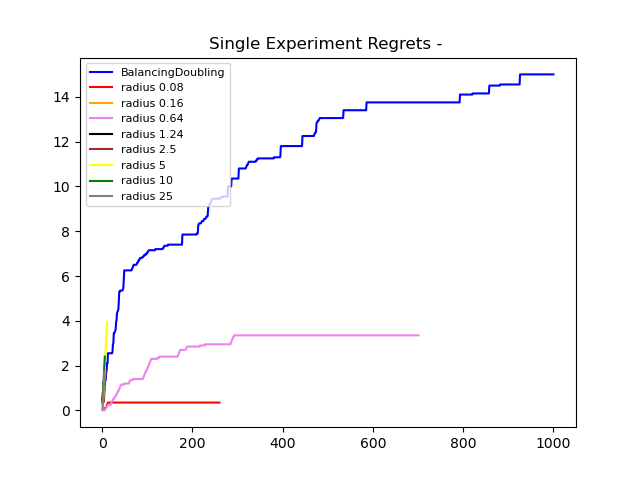 Single Experiment Regrets -
BalancingDoubling
radius 0.08
radius 0.16
radius 0.64
radius 1.24
radius 2.5
radius 5
radius 10
radius 25
14
12
10
8
6
4
2
0
0 200 400 600 800 1000